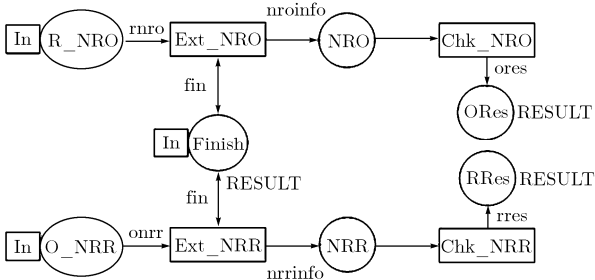 nroinfo
rnro
In R_NRO Ext_NRO NRO Chk_NRO
fin ores
ORes RESULT
In Finish
RRes RESULT
fin RESULT
onrr rres
In O_NRR Ext_NRR NRR Chk_NRR
nrrinfo